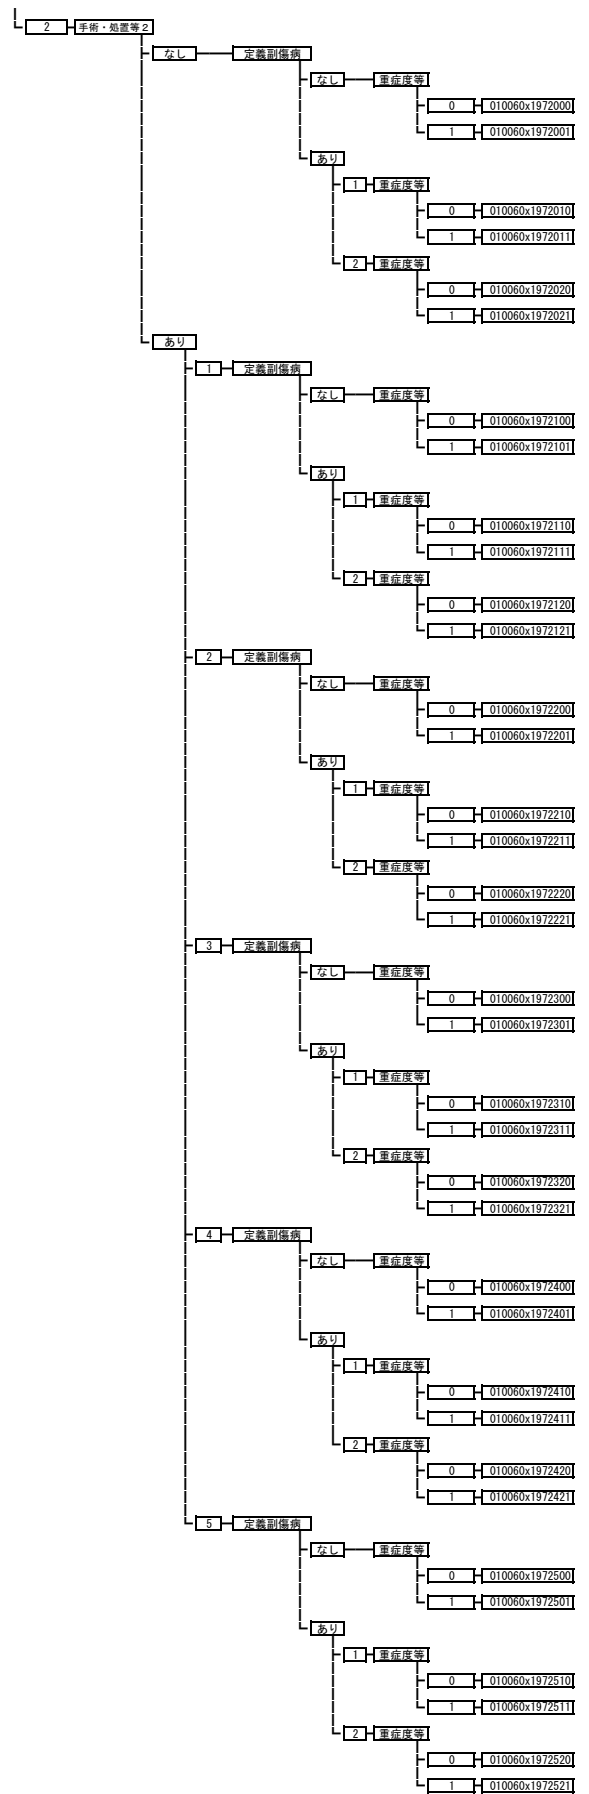 2 手術・処置等２
なし 定義副傷病
なし 重症度等
0 010060x1972000
1 010060x1972001
あり
1 重症度等
0 010060x1972010
1 010060x1972011
2 重症度等
0 010060x1972020
1 010060x1972021
あり
1 定義副傷病
なし 重症度等
0 010060x1972100
1 010060x1972101
あり
1 重症度等
0 010060x1972110
1 010060x1972111
2 重症度等
0 010060x1972120
1 010060x1972121
2 定義副傷病
なし 重症度等
0 010060x1972200
1 010060x1972201
あり
1 重症度等
0 010060x1972210
1 010060x1972211
2 重症度等
0 010060x1972220
1 010060x1972221
3 定義副傷病
なし 重症度等
0 010060x1972300
1 010060x1972301
あり
1 重症度等
0 010060x1972310
1 010060x1972311
2 重症度等
0 010060x1972320
1 010060x1972321
4 定義副傷病
なし 重症度等
0 010060x1972400
1 010060x1972401
あり
1 重症度等
0 010060x1972410
1 010060x1972411
2 重症度等
0 010060x1972420
1 010060x1972421
5 定義副傷病
なし 重症度等
0 010060x1972500
1 010060x1972501
あり
1 重症度等
0 010060x1972510
1 010060x1972511
2 重症度等
0 010060x1972520
1 010060x1972521